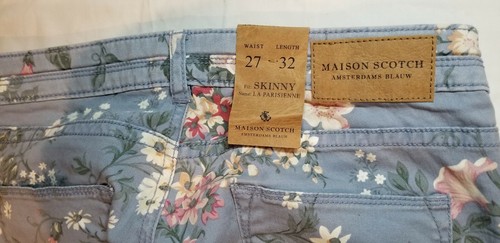 WAIST LENGTH
27 32
FIT: SKINNY
LA PARISIENNE
MAISON SCOTCH
AMSTERDAMS BLAUW
MAISON SCOTCH
AMSTERDAMS BLAUW